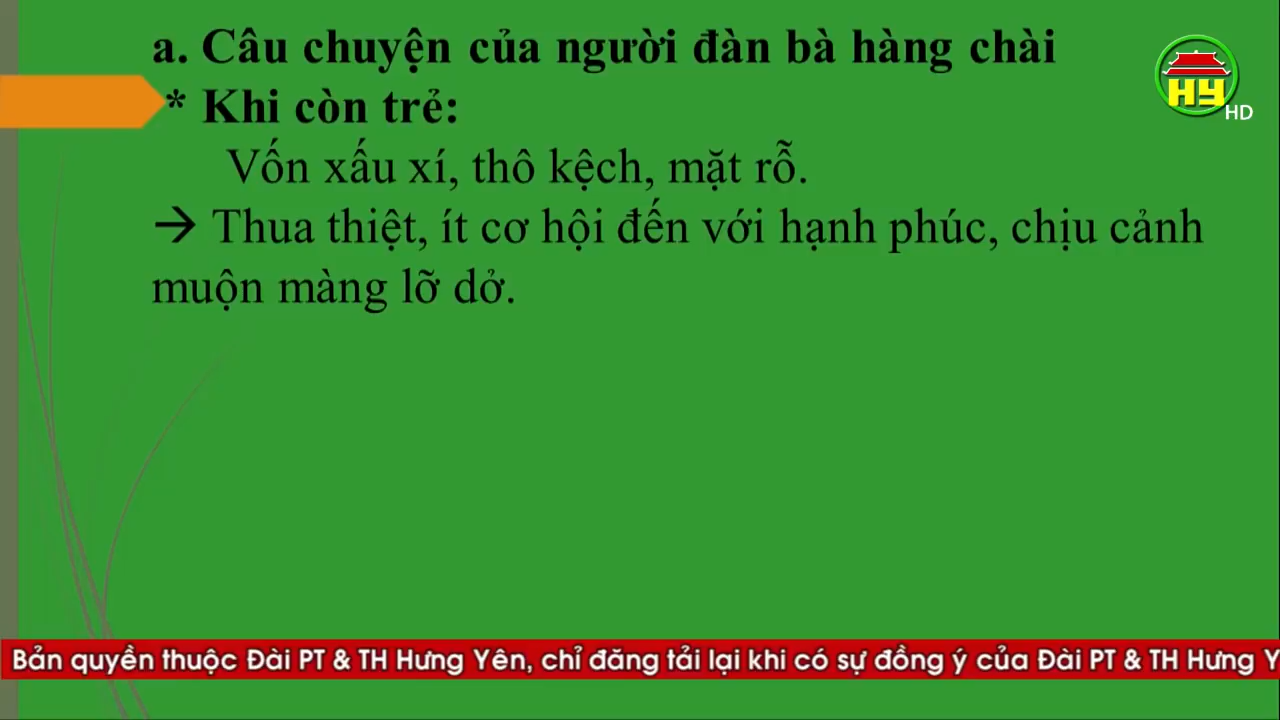 a. Câu chuyện của người đàn bà hàng chài
* Khi còn trẻ:
Vốn xấu xí, thô kệch, mặt rỗ.
→ Thua thiệt, ít cơ hội đến với hạnh phúc, chịu cảnh
muộn màng lỡ dở.
HY
HD
Bản quyền thuộc Đài PT & TH Hưng Yên, chỉ đăng tải lại khi có sự đồng ý của Đài PT & TH Hưng Y